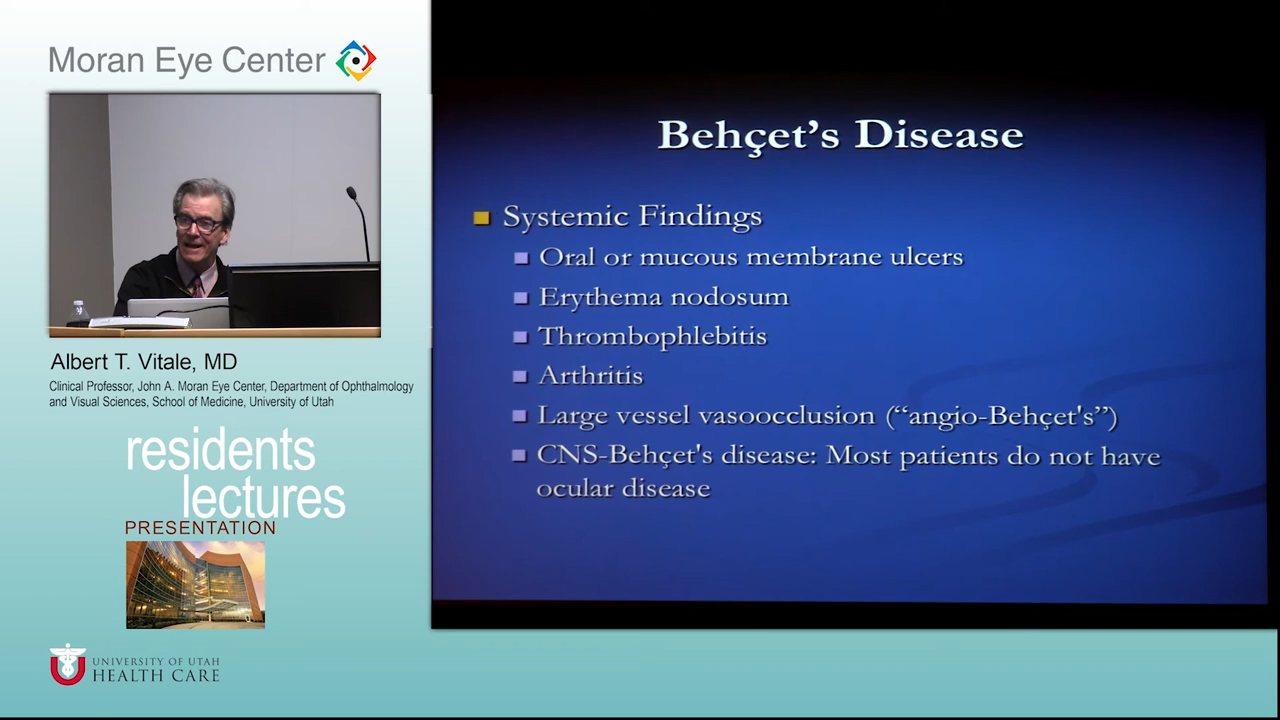 Moran Eye Center
Albert T. Vitale, MD
Clinical Professor, John A. Moran Eye Center, Department of Ophthalmology
and Visual Sciences, School of Medicine, University of Utah
residents
lectures
PRESENTATION
UNIVERSITY OF UTAH
HEALTH CARE
Behçet’s Disease
Systemic Findings
Oral or mucous membrane ulcers
Erythema nodosum
Thrombophlebitis
Arthritis
Large vessel vasoocclusion (“angio-Behçet's”)
CNS-Behçet's disease: Most patients do not have
ocular disease